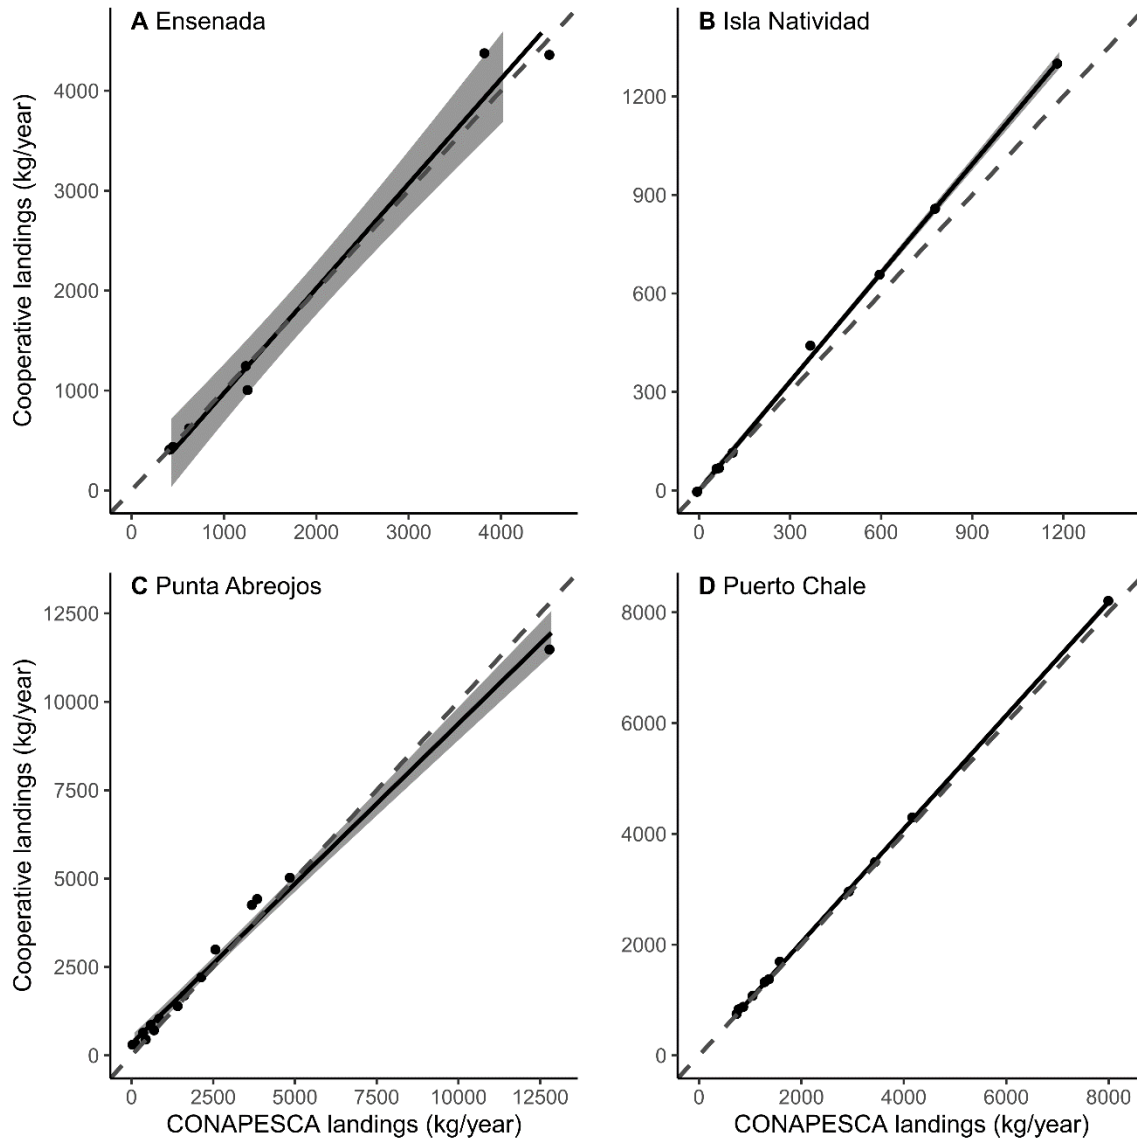 A Ensenada
Cooperative landings (kg/year)
4000
3000
2000
1000
0
0 1000 2000 3000 4000
B Isla Natividad
1200
900
600
300
0
0 300 600 900 1200
C Punta Abreojos
Cooperative landings (kg/year)
12500
10000
7500
5000
2500
0
0 2500 5000 7500 10000 12500
CONAPESCA landings (kg/year)
D Puerto Chale
8000
6000
4000
2000
0
0 2000 4000 6000 8000
CONAPESCA landings (kg/year)